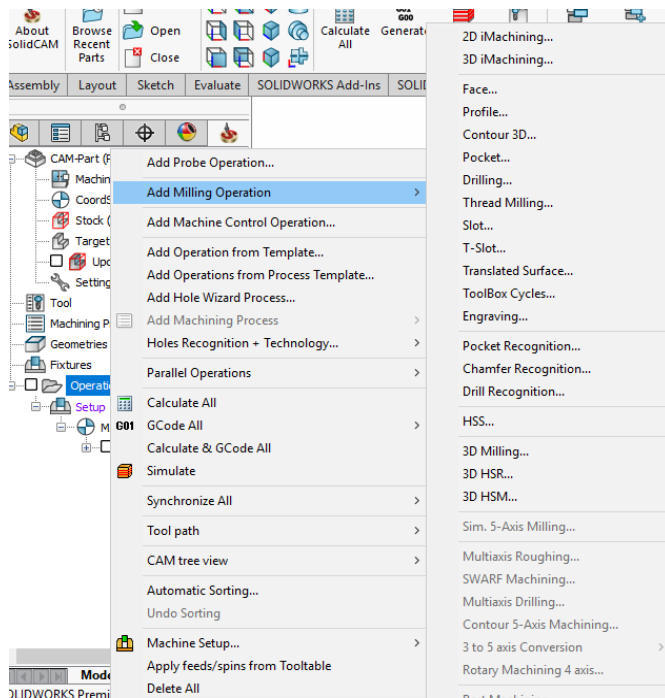 About
SolidCAM
Browse
Recent
Parts
Open
Close
Calculate
All
G00
Generat
Assembly
Layout
Sketch
Evaluate
SOLIDWORKS Add-Ins
SOLI
CAM-Part (F
Machin
CoordS
Stock (
Target
Upd
Setting
Tool
Machining P
Geometries
Fixtures
Operati
Setup
M
Add Probe Operation...
Add Milling Operation
Add Machine Control Operation...
Add Operation from Template...
Add Operations from Process Template...
Add Hole Wizard Process...
Add Machining Process
Holes Recognition + Technology...
Parallel Operations
Calculate All
G01 GCode All
Calculate & GCode All
Simulate
Synchronize All
Tool path
CAM tree view
Automatic Sorting...
Undo Sorting
Machine Setup...
Apply feeds/spins from Tooltable
Delete All
2D iMachining...
3D iMachining...
Face...
Profile...
Contour 3D...
Pocket...
Drilling...
Thread Milling...
Slot...
T-Slot...
Translated Surface...
ToolBox Cycles...
Engraving...
Pocket Recognition...
Chamfer Recognition...
Drill Recognition...
HSS...
3D Milling...
3D HSR...
3D HSM...
Sim. 5-Axis Milling...
Multiaxis Roughing...
SWARF Machining...
Multiaxis Drilling...
Contour 5-Axis Machining...
3 to 5 axis Conversion
Rotary Machining 4 axis...
Mode
OLIDWORKS Premi